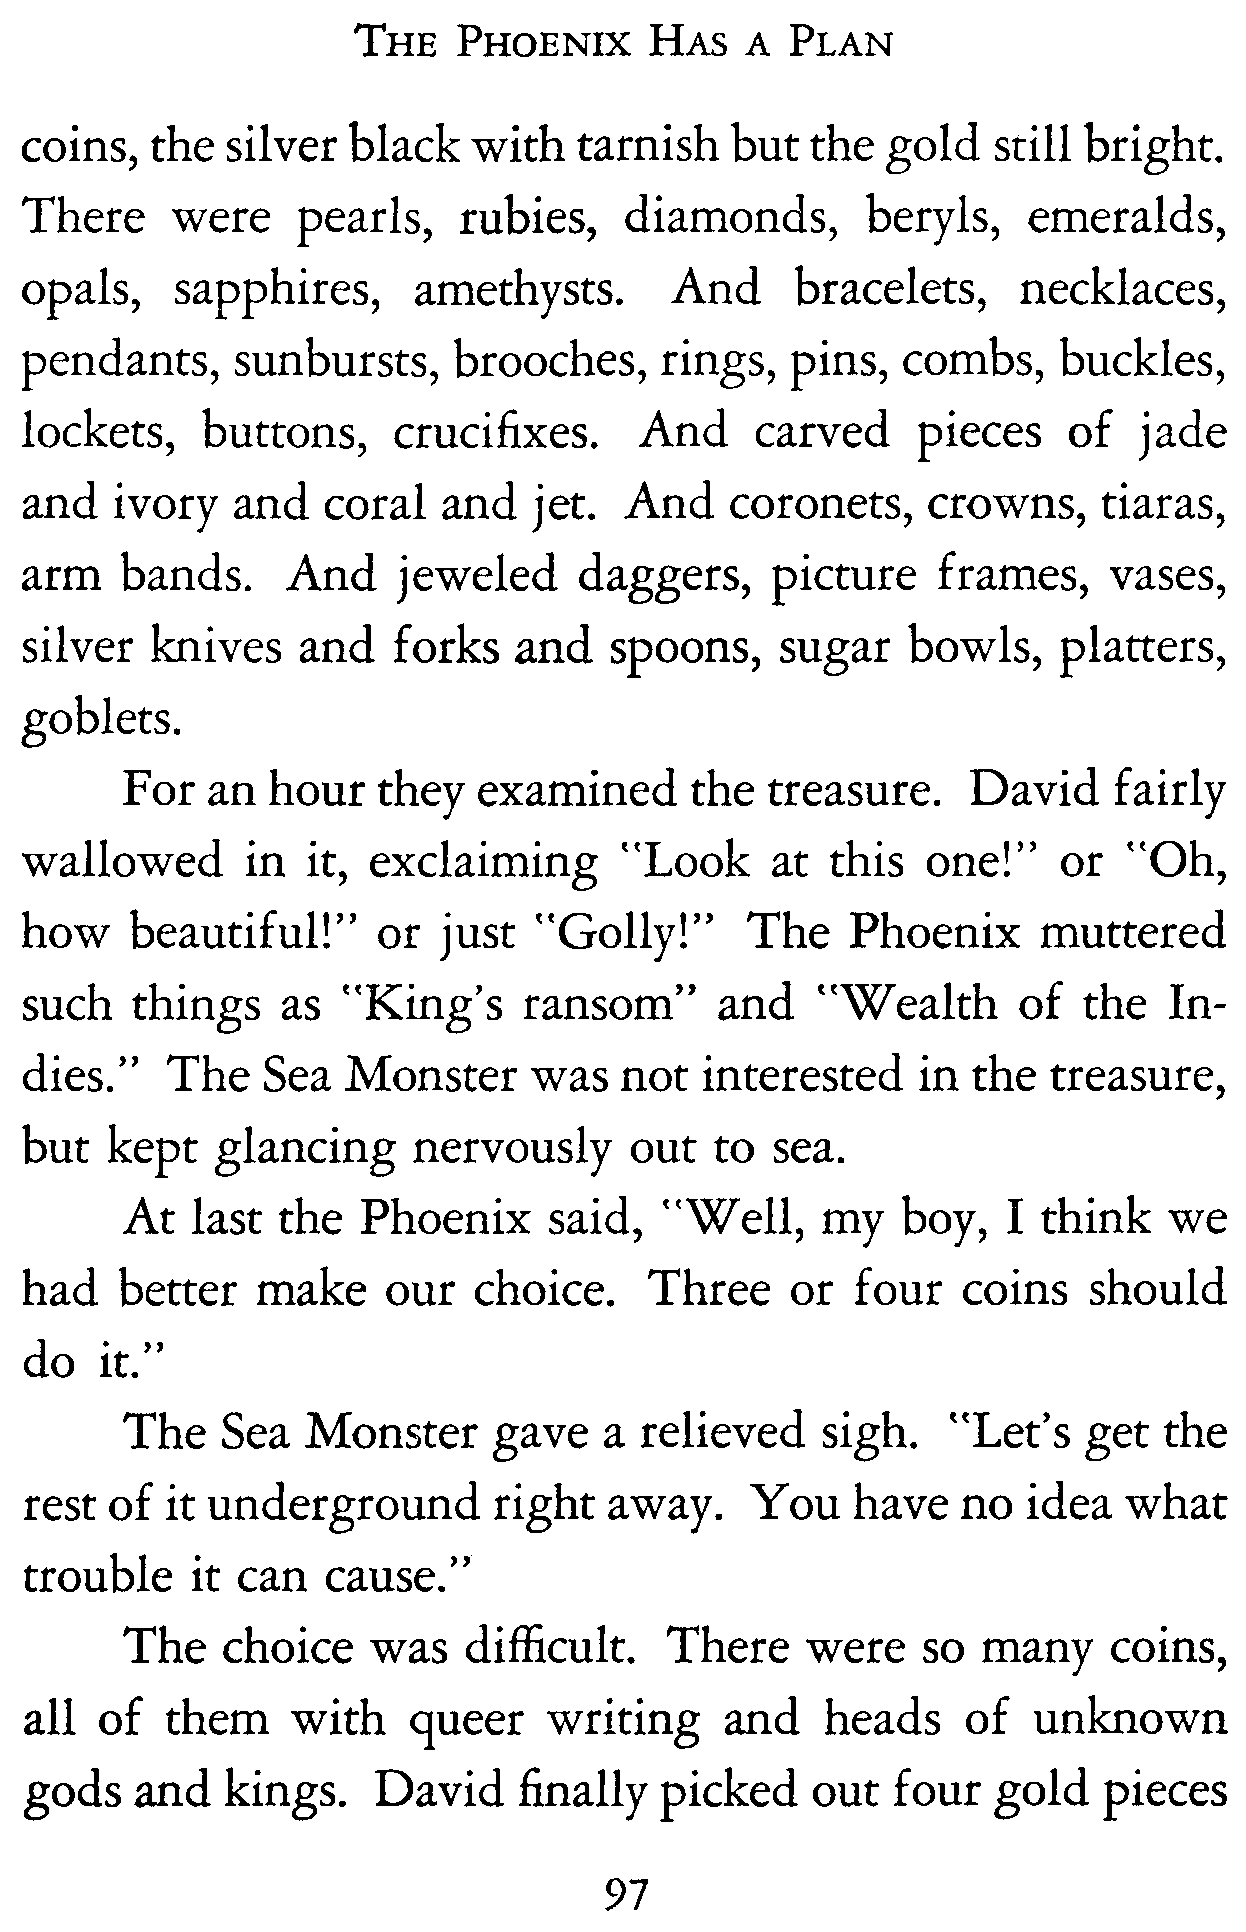 The Phoenix Has a Plan
coins, the silver black with tarnish but the gold still bright.
There were pearls, rubies, diamonds, beryls, emeralds,
opals, sapphires, amethysts. And bracelets, necklaces,
pendants, sunbursts, brooches, rings, pins, combs, buckles,
lockets, buttons, crucifixes. And carved pieces of jade
and ivory and coral and jet. And coronets, crowns, tiaras,
arm bands. And jeweled daggers, picture frames, vases,
silver knives and forks and spoons, sugar bowls, platters,
goblets.
For an hour they examined the treasure. David fairly
wallowed in it, exclaiming "Look at this one!" or "Oh,
how beautiful!" or just "Golly!" The Phoenix muttered
such things as "King's ransom" and "Wealth of the In-
dies." The Sea Monster was not interested in the treasure,
but kept glancing nervously out to sea.
At last the Phoenix said, "Well, my boy, I think we
had better make our choice. Three or four coins should
do it."
The Sea Monster gave a relieved sigh. "Let's get the
rest of it underground right away. You have no idea what
trouble it can cause."
The choice was difficult. There were so many coins,
all of them with queer writing and heads of unknown
gods and kings. David finally picked out four gold pieces
97